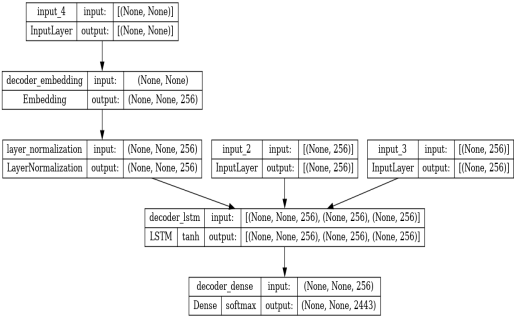 input_4 input: [(None, None)]
InputLayer output: [(None, None)]
decoder_embedding input: (None, None)
Embedding output: (None, None, 256)
layer_normalization input: (None, None, 256)
LayerNormalization output: (None, None, 256)
input_2 input: [(None, 256)]
InputLayer output: [(None, 256)]
input_3 input: [(None, 256)]
InputLayer output: [(None, 256)]
decoder_lstm input: [(None, None, 256), (None, 256), (None, 256)]
LSTM tanh output: [(None, None, 256), (None, 256), (None, 256)]
decoder_dense input: (None, None, 256)
Dense softmax output: (None, None, 2443)